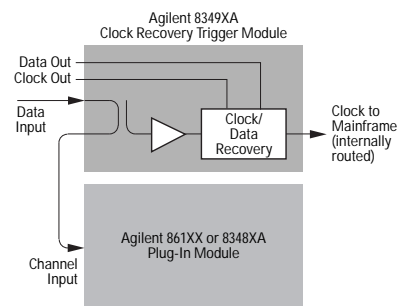 Agilent 8349XA
Clock Recovery Trigger Module
Data Out
Clock Out
Data
Input
Clock/
Data
Recovery
Clock to
Mainframe
(internally
routed)
Agilent 861XX or 8348XA
Plug-In Module
Channel
Input